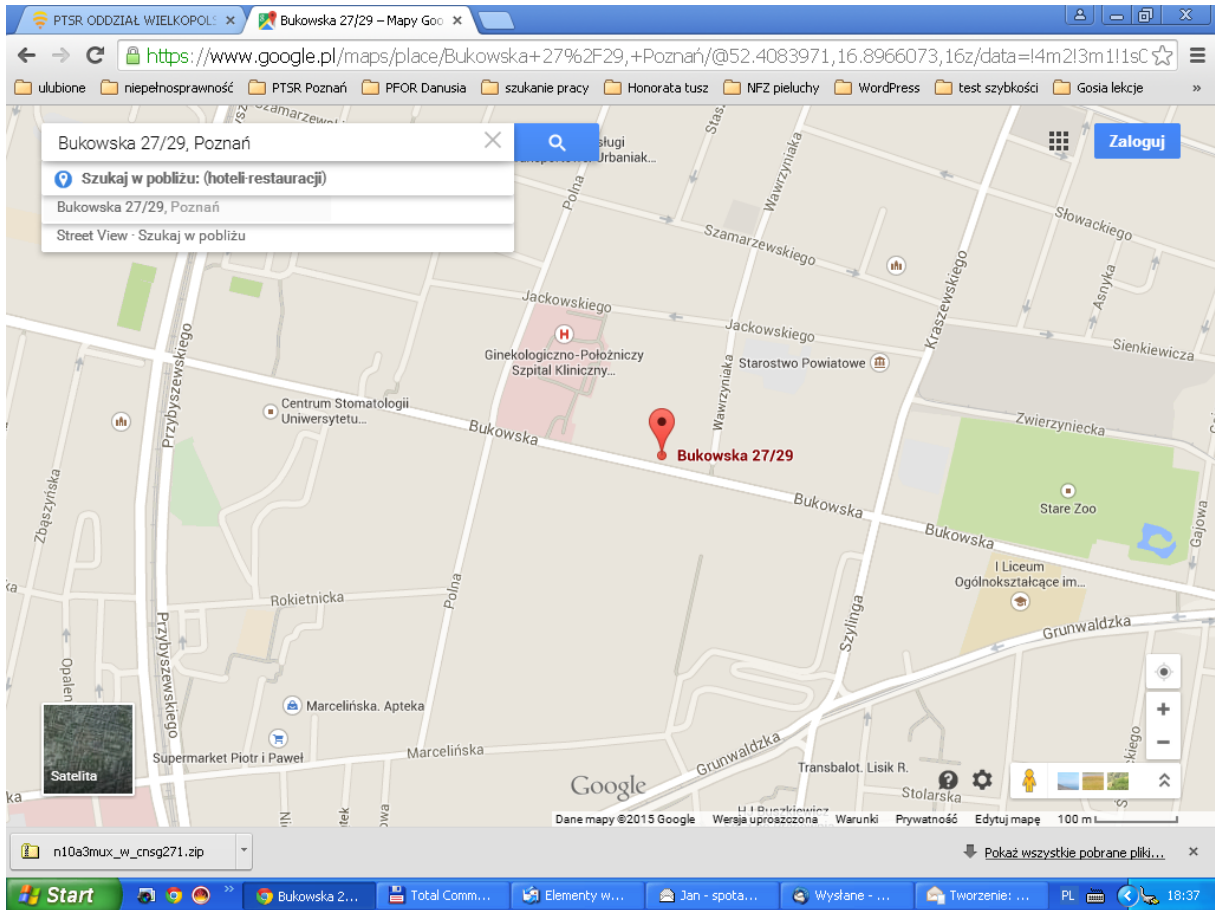 PTSR ODDZIAŁ WIELKOPOLS
Bukowska 27/29 – Mapy Goo
https://www.google.pl/maps/place/Bukowska+27%2F29,+Poznań/@52.4083971,16.8966073,16z/data=!4m2!3m1!1s0
ulubione niepełnosprawność PTSR Poznań PFOR Danusia szukanie pracy Honorata tusz NFZ pieluchy WordPress test szybkości Gosia lekcje »
Bukowska 27/29, Poznań
Zaloguj
Szukaj w pobliżu: (hoteli·restauracji)
Bukowska 27/29, Poznań
Street View · Szukaj w pobliżu
Urbaniak...
Polna
Wawrzyniaka
Szamarzewskiego
Słowackiego
Asnyka
Kraszewskiego
Jackowskiego
Jackowskiego
Sienkiewicza
H
Ginekologiczno-Położniczy
Szpital Kliniczny...
Starostwo Powiatowe
Wawrzyniaka
Przybyszewskiego
Centrum Stomatologii
Uniwersytetu...
Bukowska
Zwierzyniecka
Bukowska 27/29
Zbąszyńska
Bukowska
Stare Zoo
Gajowa
Bukowska
I Liceum
Ogólnokształcące im...
Rokietnicka
Polna
Grunwaldzka
Szylinga
Przybyszewskiego
Opalen
Marcelińska. Apteka
Supermarket Piotr i Paweł
Marcelińska
Grunwaldzka
Transbalot. Lisik R.
Stolarska
Satelita
Google
Dane mapy ©2015 Google Wersja uproszczona Warunki Prywatność Edytuj mapę 100 m
n10a3mux_w_cnsg271.zip
Pokaż wszystkie pobrane pliki...
Start
Bukowska 2...
Total Comm...
Elementy w...
Jan - spota...
Wysłane - ...
Tworzenie: ...
PL
18:37